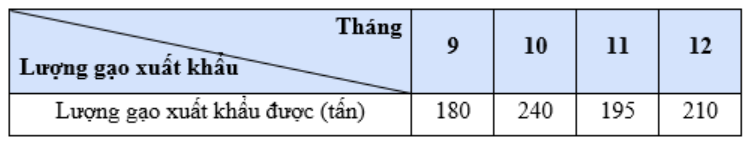 Tháng
Lượng gạo xuất khẩu
9 10 11 12
Lượng gạo xuất khẩu được (tấn) 180 240 195 210